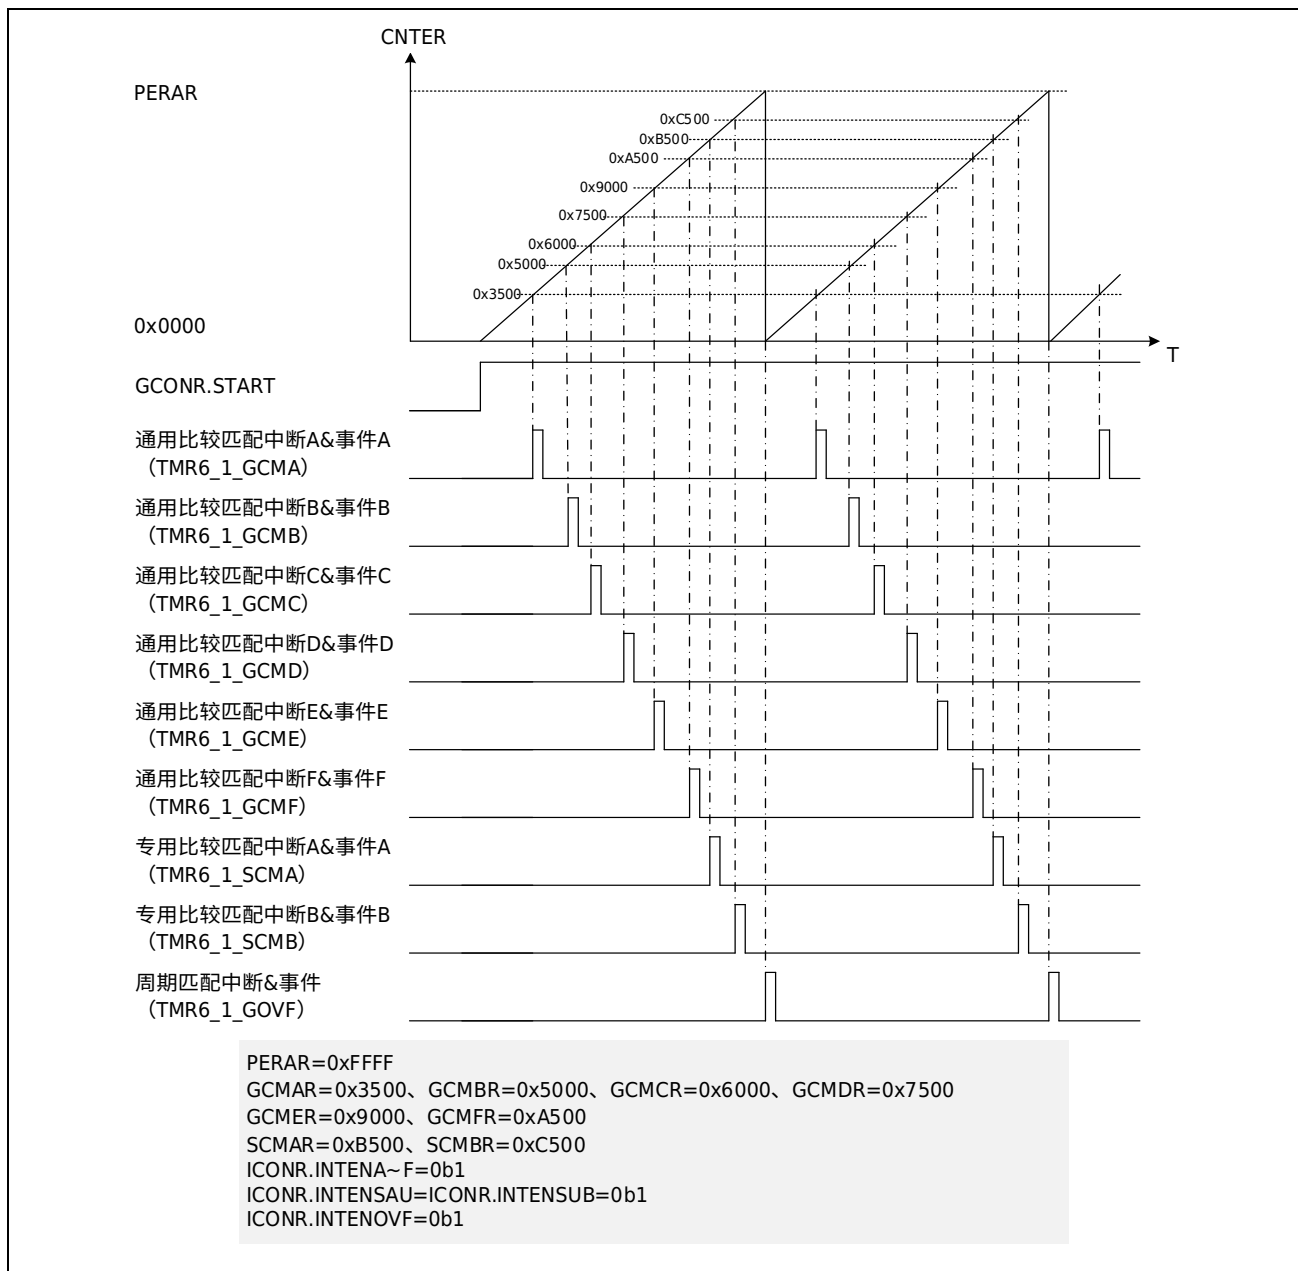 CNTER
PERAR
0xC500
0xB500
0xA500
0x9000
0x7500
0x6000
0x5000
0x3500
0x0000
T
GCONR.START
通用比较匹配中断A&事件A
（TMR6_1_GCMA）
通用比较匹配中断B&事件B
（TMR6_1_GCMB）
通用比较匹配中断C&事件C
（TMR6_1_GCMC）
通用比较匹配中断D&事件D
（TMR6_1_GCMD）
通用比较匹配中断E&事件E
（TMR6_1_GCME）
通用比较匹配中断F&事件F
（TMR6_1_GCMF）
专用比较匹配中断A&事件A
（TMR6_1_SCMA）
专用比较匹配中断B&事件B
（TMR6_1_SCMB）
周期匹配中断&事件
（TMR6_1_GOVF）
PERAR=0xFFFF
GCMAR=0x3500、GCMBR=0x5000、GCMCR=0x6000、GCMDR=0x7500
GCMER=0x9000、GCMFR=0xA500
SCMAR=0xB500、SCMBR=0xC500
ICONR.INTENA~F=0b1
ICONR.INTENSAU=ICONR.INTENSUB=0b1
ICONR.INTENOVF=0b1